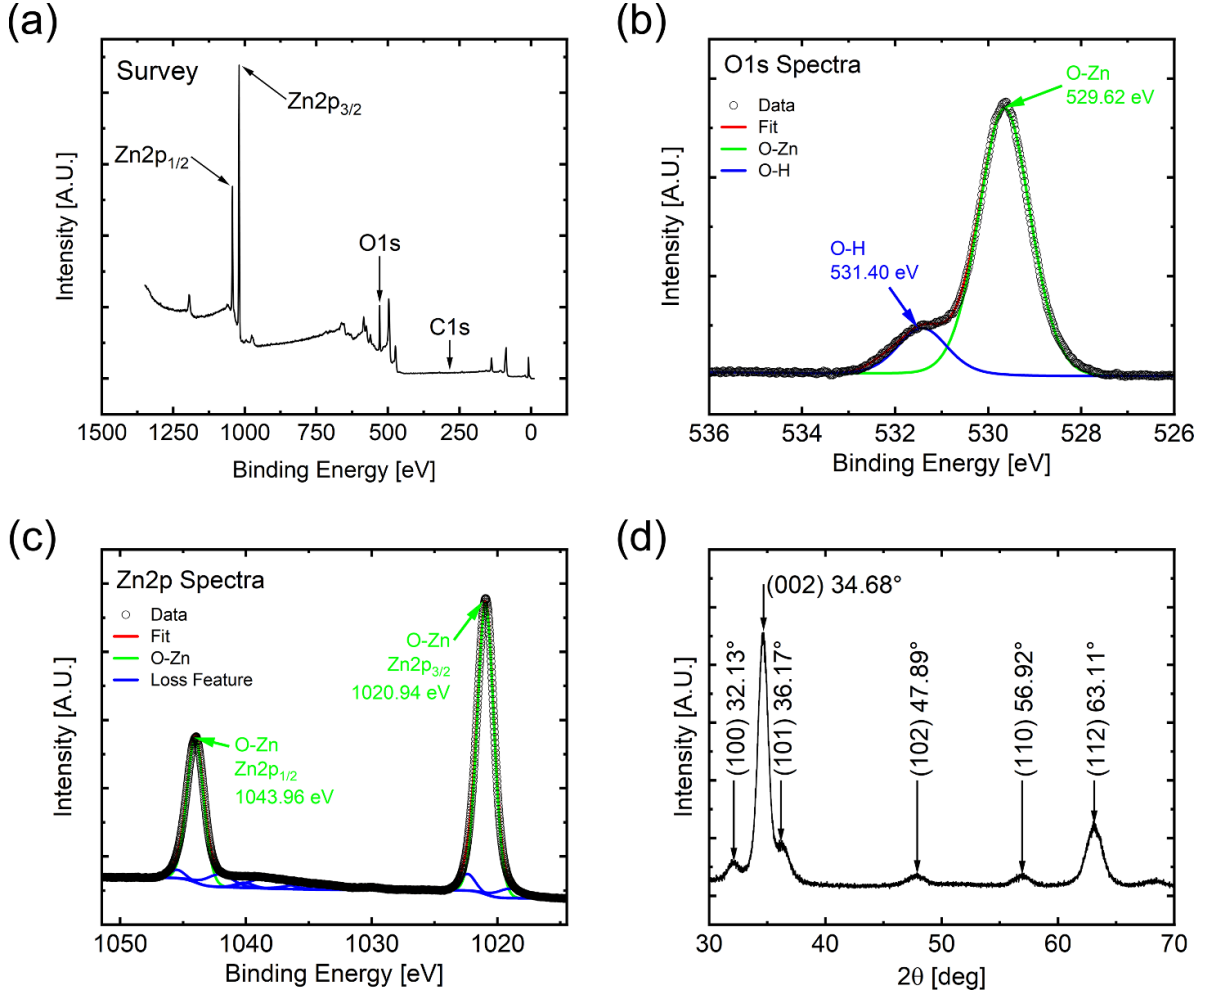 (a)
Survey
Zn2p3/2
Zn2p1/2
O1s
C1s
Intensity [A.U.]
1500 1250 1000 750 500 250 0
Binding Energy [eV]
(b)
O1s Spectra
Data
Fit
O-Zn
O-H
O-Zn
529.62 eV
O-H
531.40 eV
Intensity [A.U.]
536 534 532 530 528 526
Binding Energy [eV]
(c)
Zn2p Spectra
Data
Fit
O-Zn
Loss Feature
O-Zn
Zn2p3/2
1020.94 eV
O-Zn
Zn2p1/2
1043.96 eV
Intensity [A.U.]
1050 1040 1030 1020
Binding Energy [eV]
(d)
(002) 34.68°
(100) 32.13°
(101) 36.17°
(102) 47.89°
(110) 56.92°
(112) 63.11°
Intensity [A.U.]
30 40 50 60 70
2θ [deg]